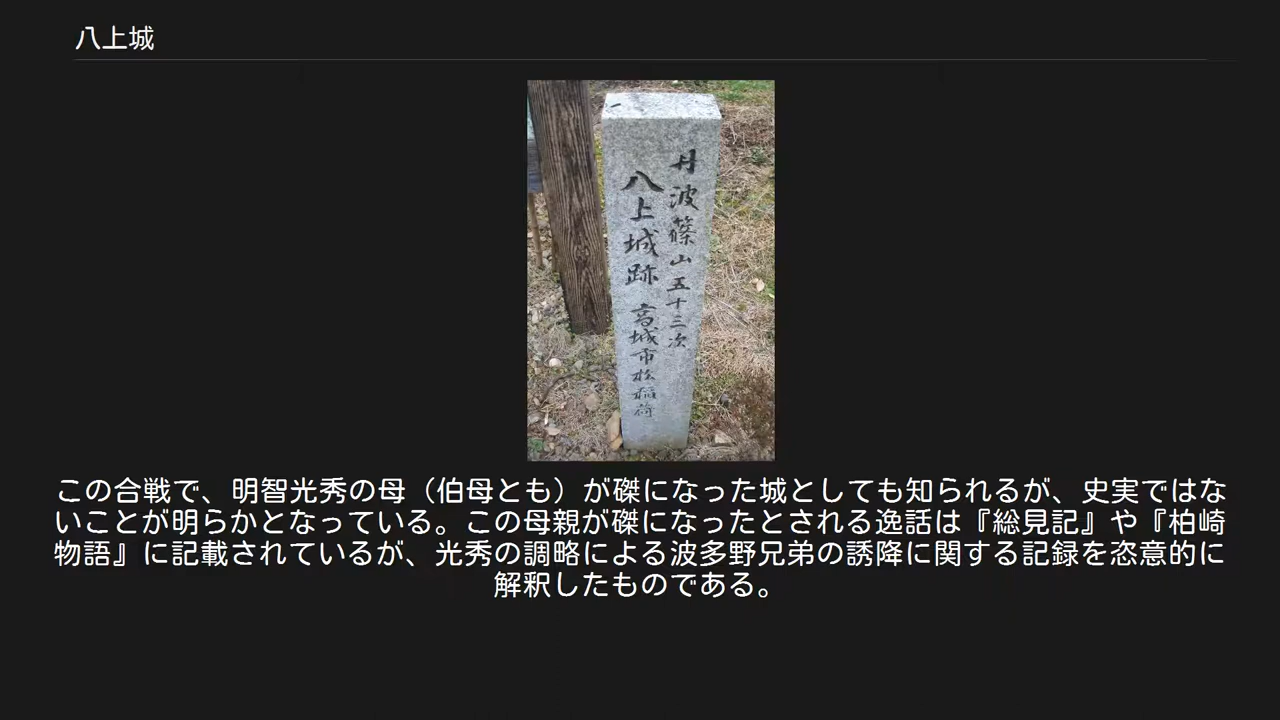 八上城
丹波篠山五十三次
八上城跡 高城市松稲荷
この合戦で、明智光秀の母（伯母とも）が磔になった城としても知られるが、史実ではな
いことが明らかとなっている。この母親が磔になったとされる逸話は『総見記』や『柏崎
物語』に記載されているが、光秀の調略による波多野兄弟の誘降に関する記録を恣意的に
解釈したものである。